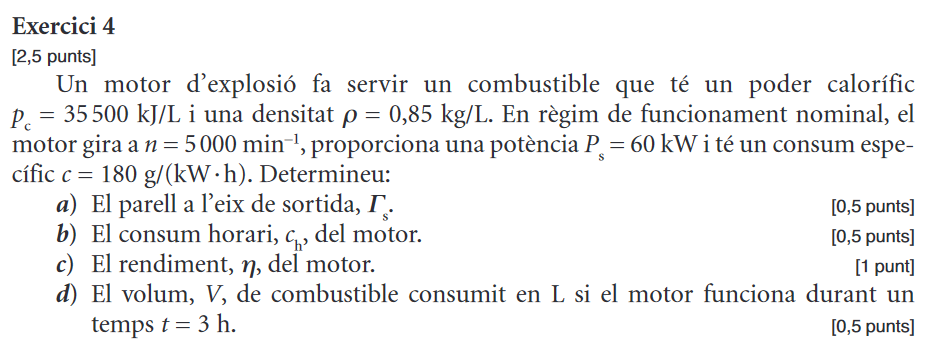 Exercici 4
[2,5 punts]
Un motor d’explosió fa servir un combustible que té un poder calorífic
p_c = 35 500 kJ/L i una densitat ρ = 0,85 kg/L. En règim de funcionament nominal, el
motor gira a n = 5 000 min⁻¹, proporciona una potència P_s = 60 kW i té un consum espe-
cífic c = 180 g/(kW·h). Determineu:
a) El parell a l’eix de sortida, Γ_s. [0,5 punts]
b) El consum horari, c_h, del motor. [0,5 punts]
c) El rendiment, η, del motor. [1 punt]
d) El volum, V, de combustible consumit en L si el motor funciona durant un
temps t = 3 h. [0,5 punts]